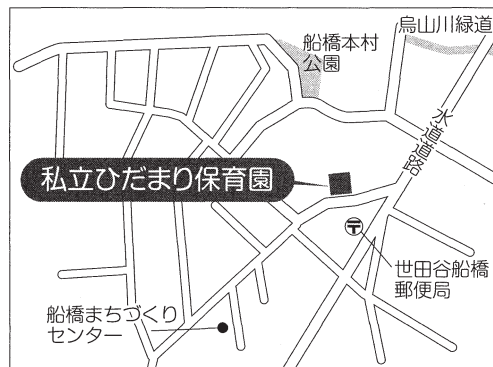 烏山川緑道
船橋本村
公園
水道道路
私立ひだまり保育園
世田谷船橋
郵便局
船橋まちづくり
センター